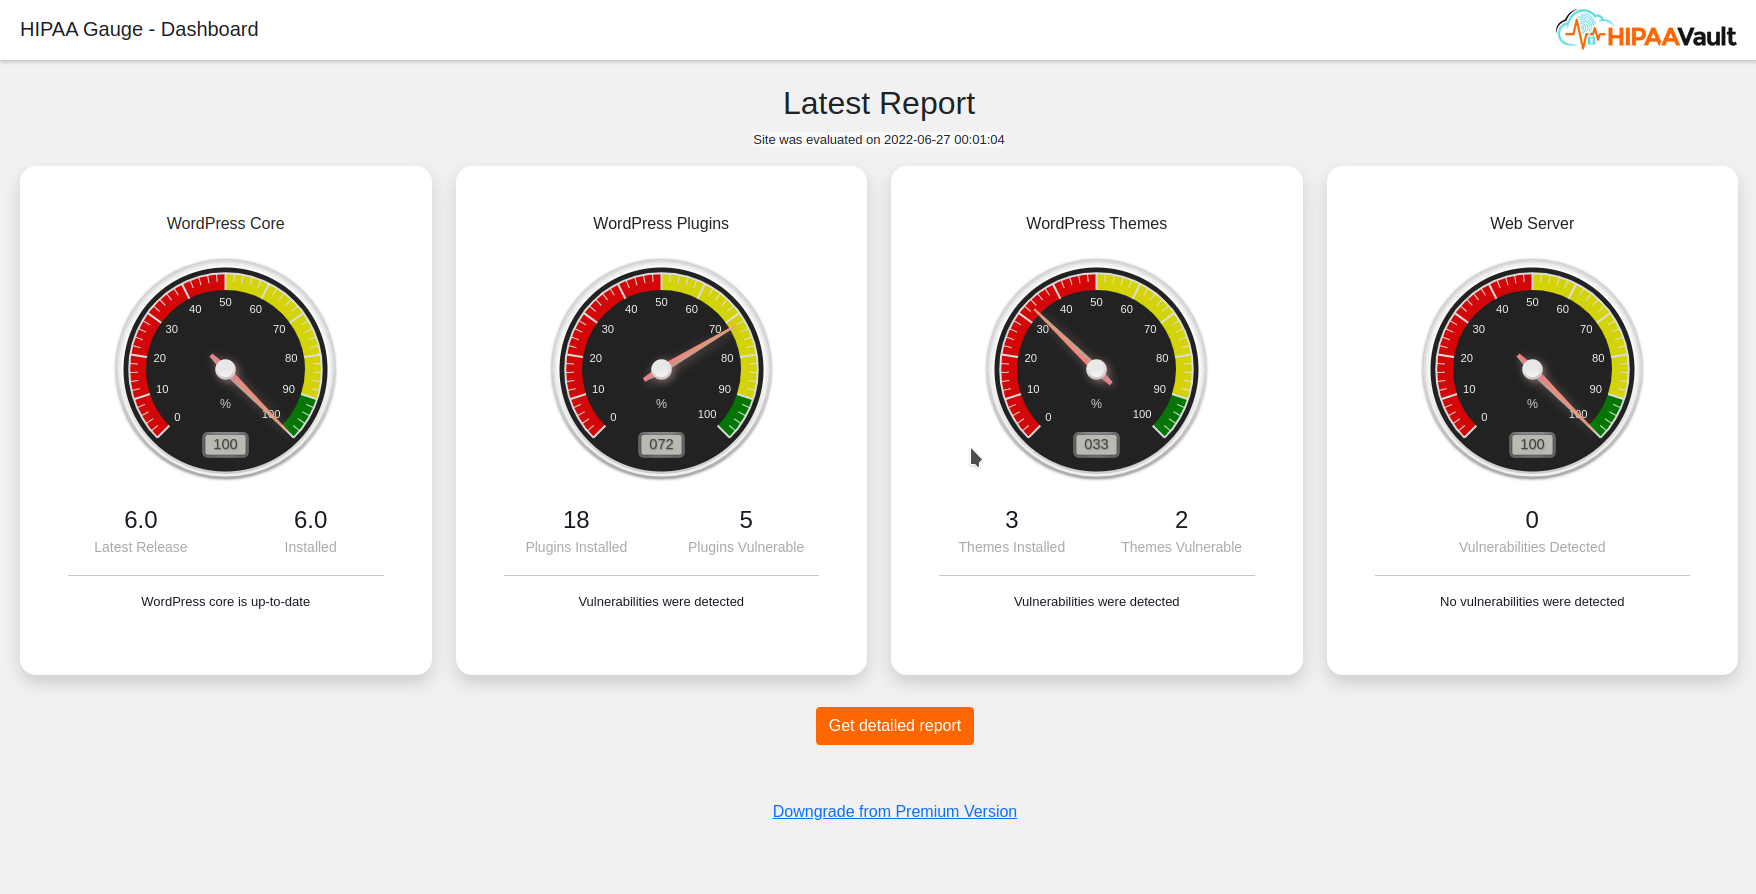 HIPAA Gauge - Dashboard
HIPAAVault
Latest Report
Site was evaluated on 2022-06-27 00:01:04
WordPress Core
0 10 20 30 40 50 60 70 80 90 100
%
100
6.0 6.0
Latest Release Installed
WordPress core is up-to-date
WordPress Plugins
0 10 20 30 40 50 60 70 80 90 100
%
072
18 5
Plugins Installed Plugins Vulnerable
Vulnerabilities were detected
WordPress Themes
0 10 20 30 40 50 60 70 80 90 100
%
033
3 2
Themes Installed Themes Vulnerable
Vulnerabilities were detected
Web Server
0 10 20 30 40 50 60 70 80 90 100
%
100
0
Vulnerabilities Detected
No vulnerabilities were detected
Get detailed report
Downgrade from Premium Version